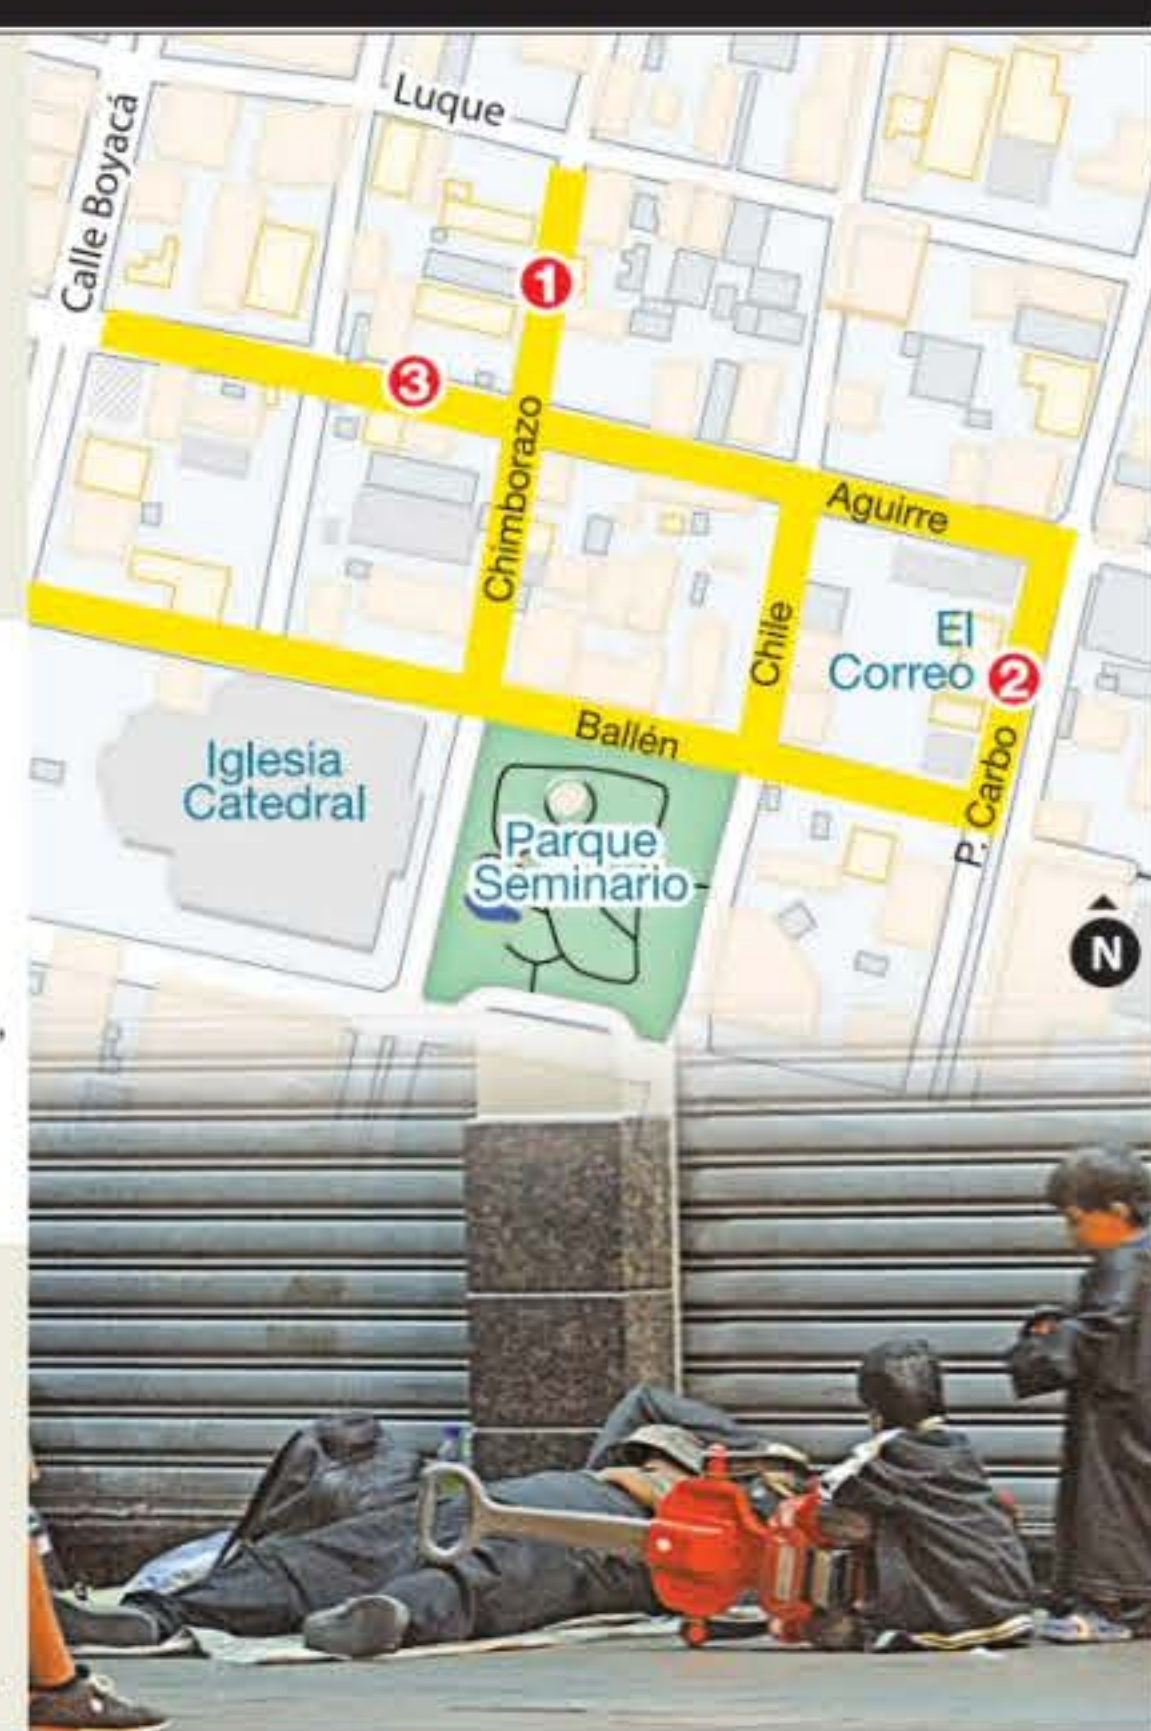 Luque
Calle Boyacá
1
3
Chimborazo
Aguirre
Chile
El
Correo
2
Ballén
P. Carbo
Iglesia
Catedral
Parque
Seminario
N